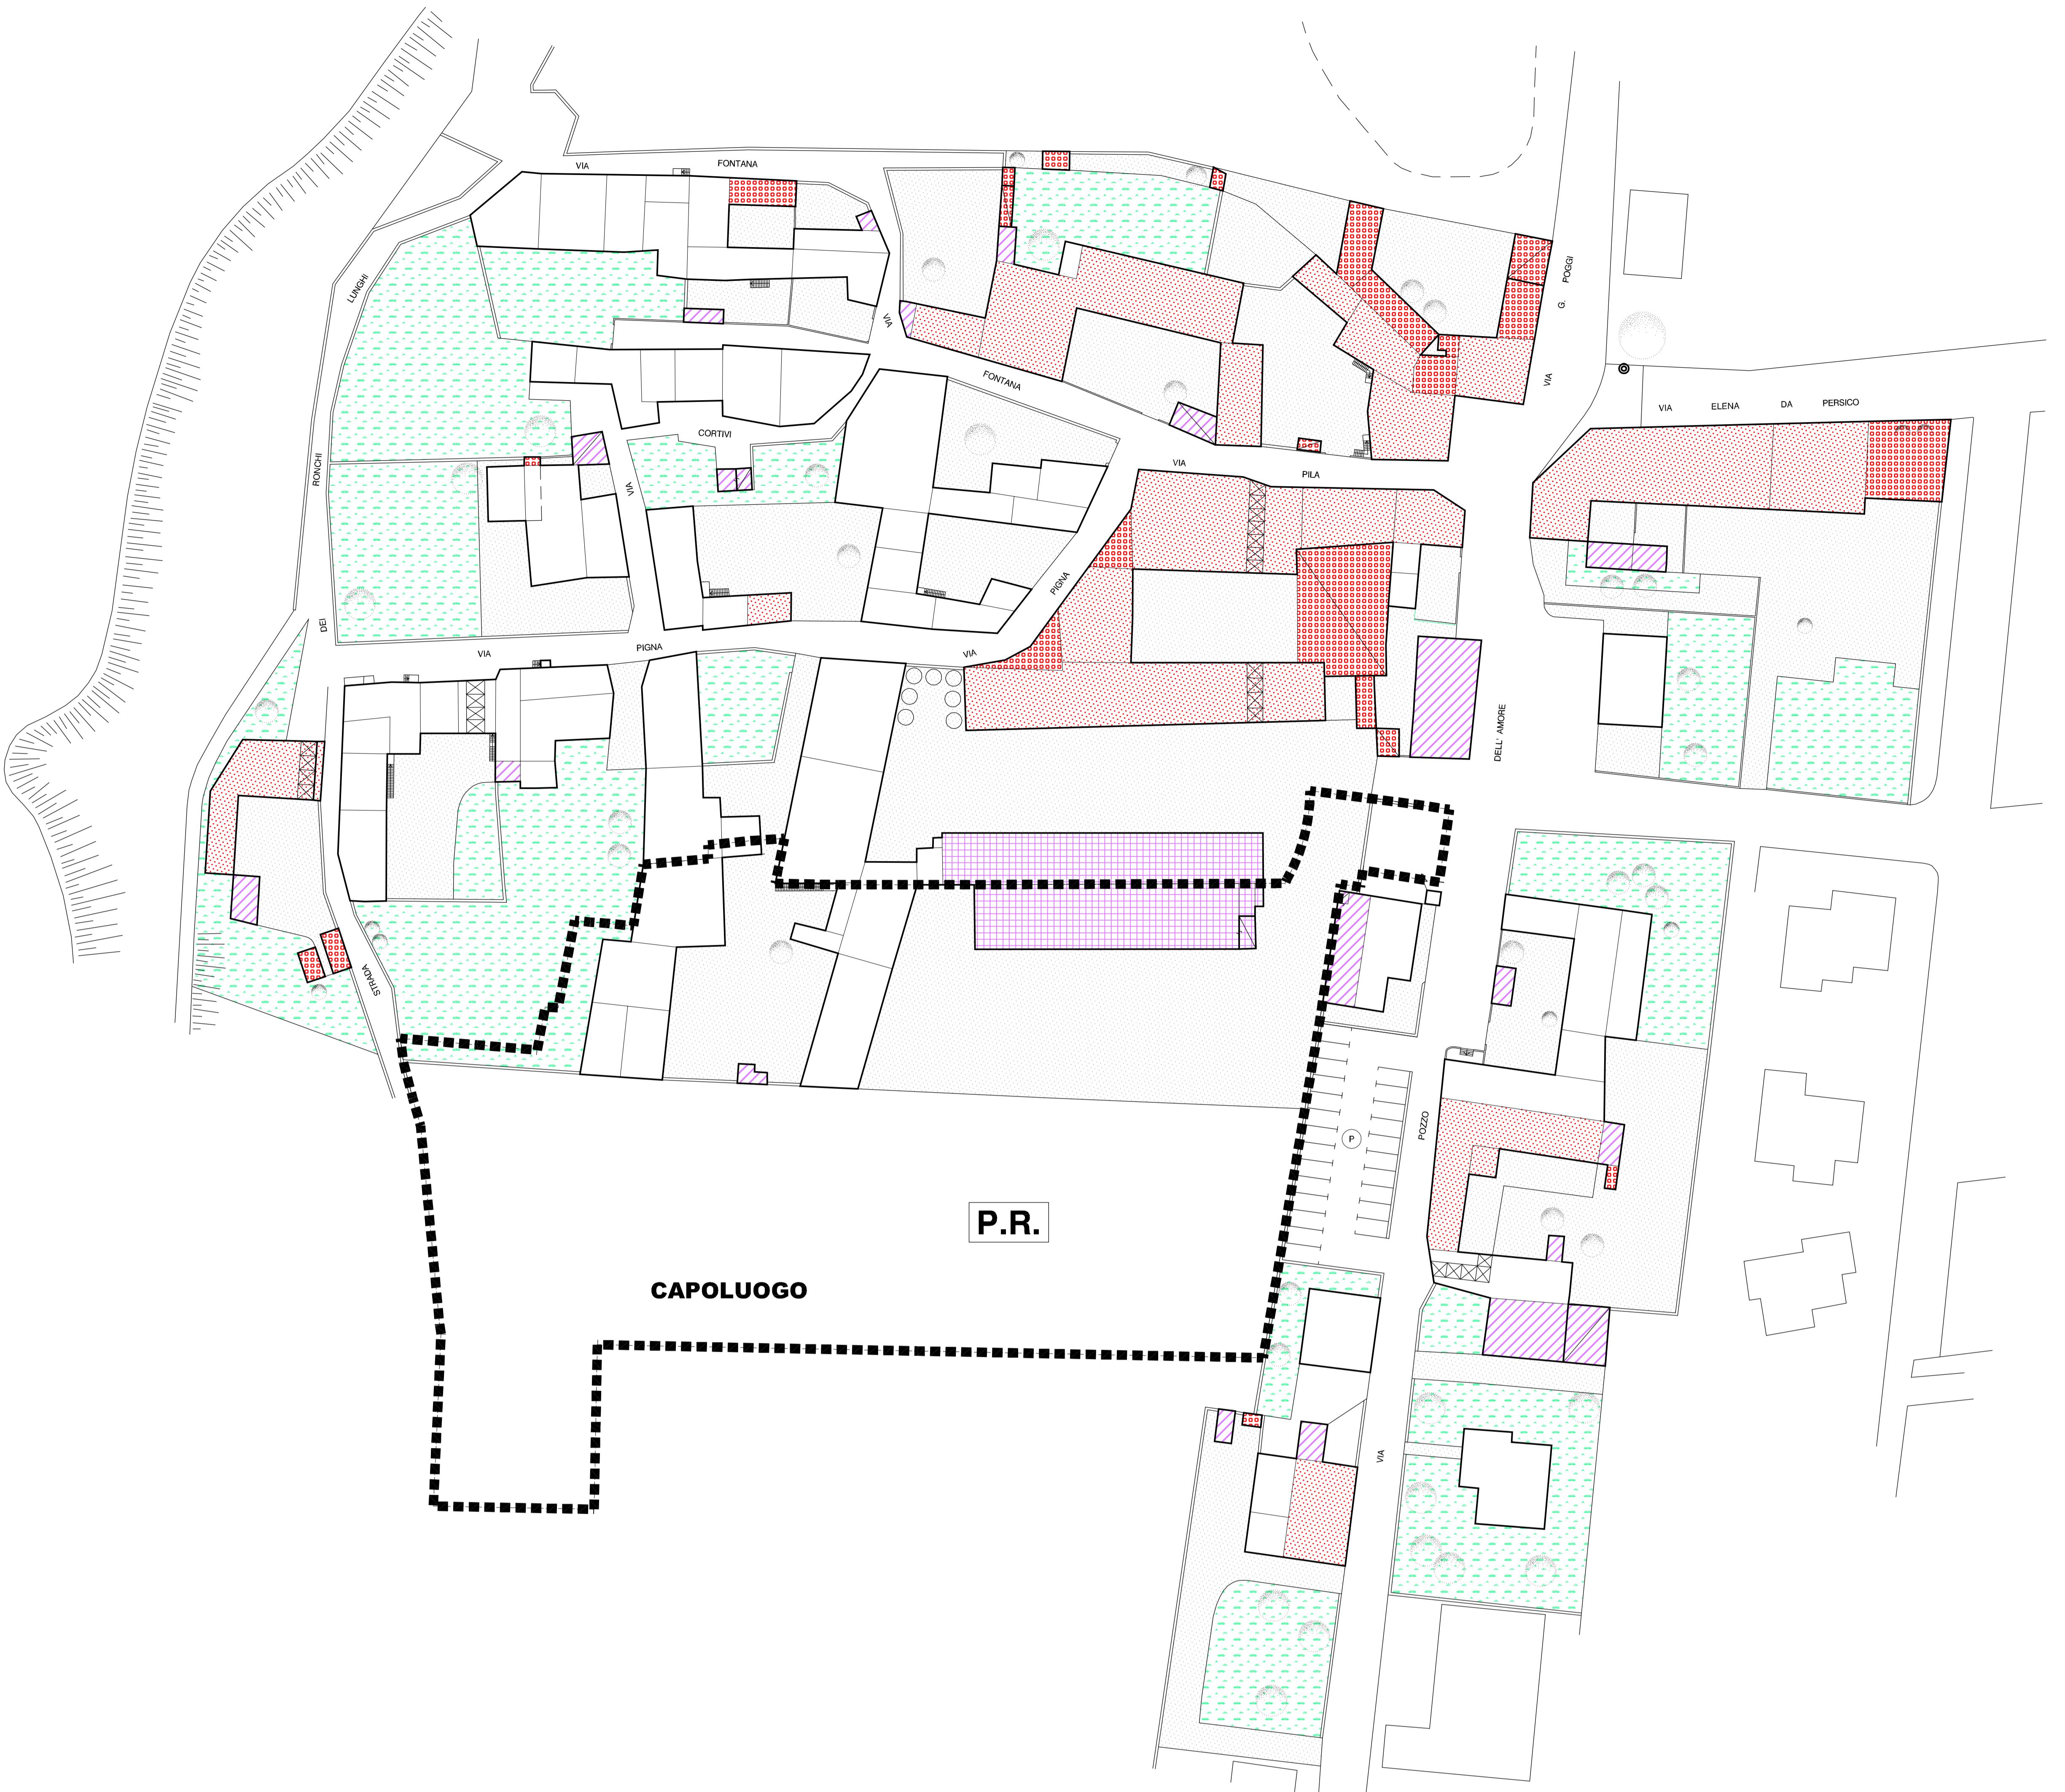 VIA FONTANA
LUNGHI
VIA
FONTANA
G. POGGI
VIA
VIA ELENA DA PERSICO
CORTIVI
VIA
RONCHI
VIA
PILA
PIGNA
DEI
VIA
PIGNA
VIA
DELL' AMORE
STRADA
P
POZZO
P.R.
CAPOLUOGO
VIA